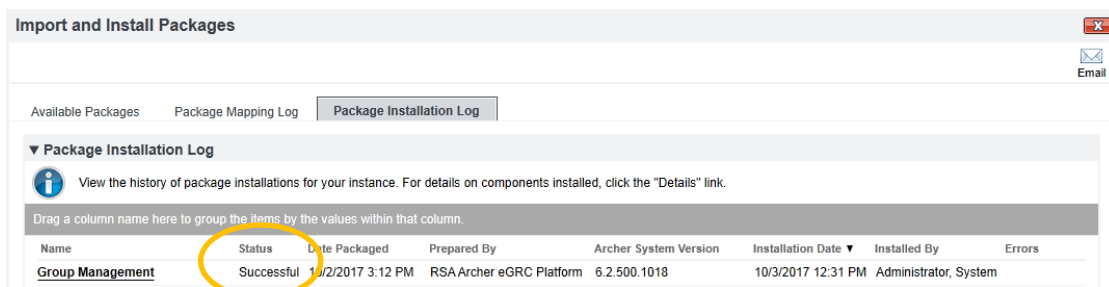 Import and Install Packages
X
Email
Available Packages Package Mapping Log Package Installation Log
▼ Package Installation Log
i View the history of package installations for your instance. For details on components installed, click the "Details" link.
Drag a column name here to group the items by the values within that column.
Name Status Date Packaged Prepared By Archer System Version Installation Date ▼ Installed By Errors
Group Management Successful 10/2/2017 3:12 PM RSA Archer eGRC Platform 6.2.500.1018 10/3/2017 12:31 PM Administrator, System